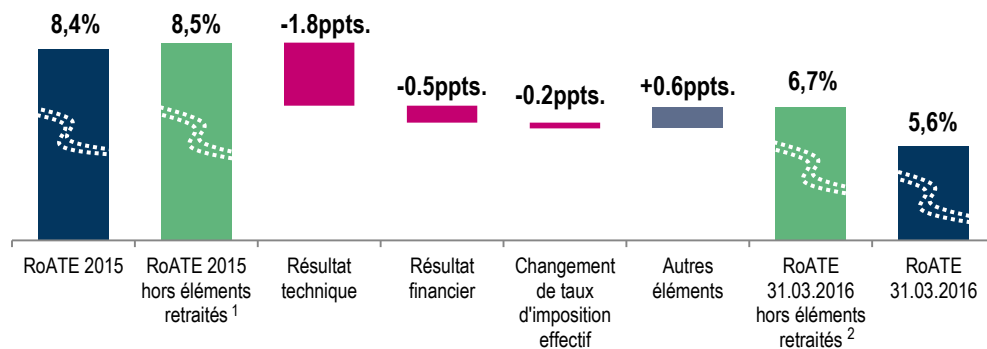 8,4%
8,5%
-1.8ppts.
-0.5ppts.
-0.2ppts.
+0.6ppts.
6,7%
5,6%
RoATE 2015
RoATE 2015
hors éléments
retraités 1
Résultat
technique
Résultat
financier
Changement
de taux
d'imposition
effectif
Autres
éléments
RoATE
31.03.2016
hors éléments
retraités 2
RoATE
31.03.2016